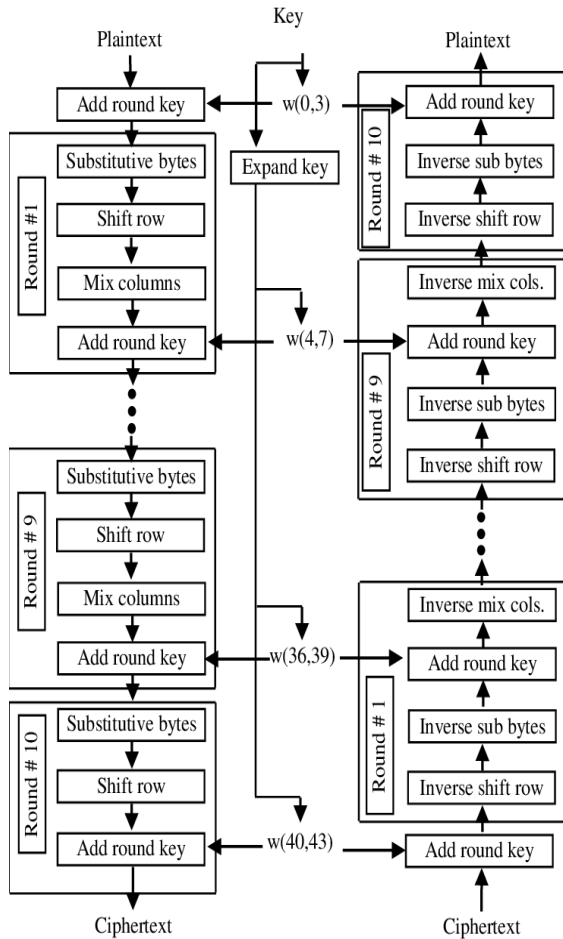 Key
Plaintext
Add round key
Round #1
Substitutive bytes
Shift row
Mix columns
Add round key
Round # 9
Substitutive bytes
Shift row
Mix columns
Add round key
Round # 10
Substitutive bytes
Shift row
Add round key
Ciphertext
w(0,3)
Expand key
w(4,7)
w(36,39)
w(40,43)
Plaintext
Round # 10
Add round key
Inverse sub bytes
Inverse shift row
Round # 9
Inverse mix cols.
Add round key
Inverse sub bytes
Inverse shift row
Round # 1
Inverse mix cols.
Add round key
Inverse sub bytes
Inverse shift row
Add round key
Ciphertext